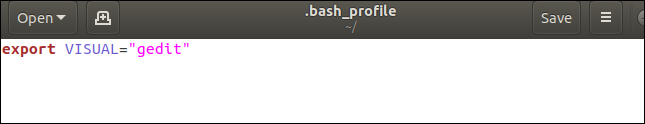 Open
.bash_profile
~/
Save
export VISUAL="gedit"